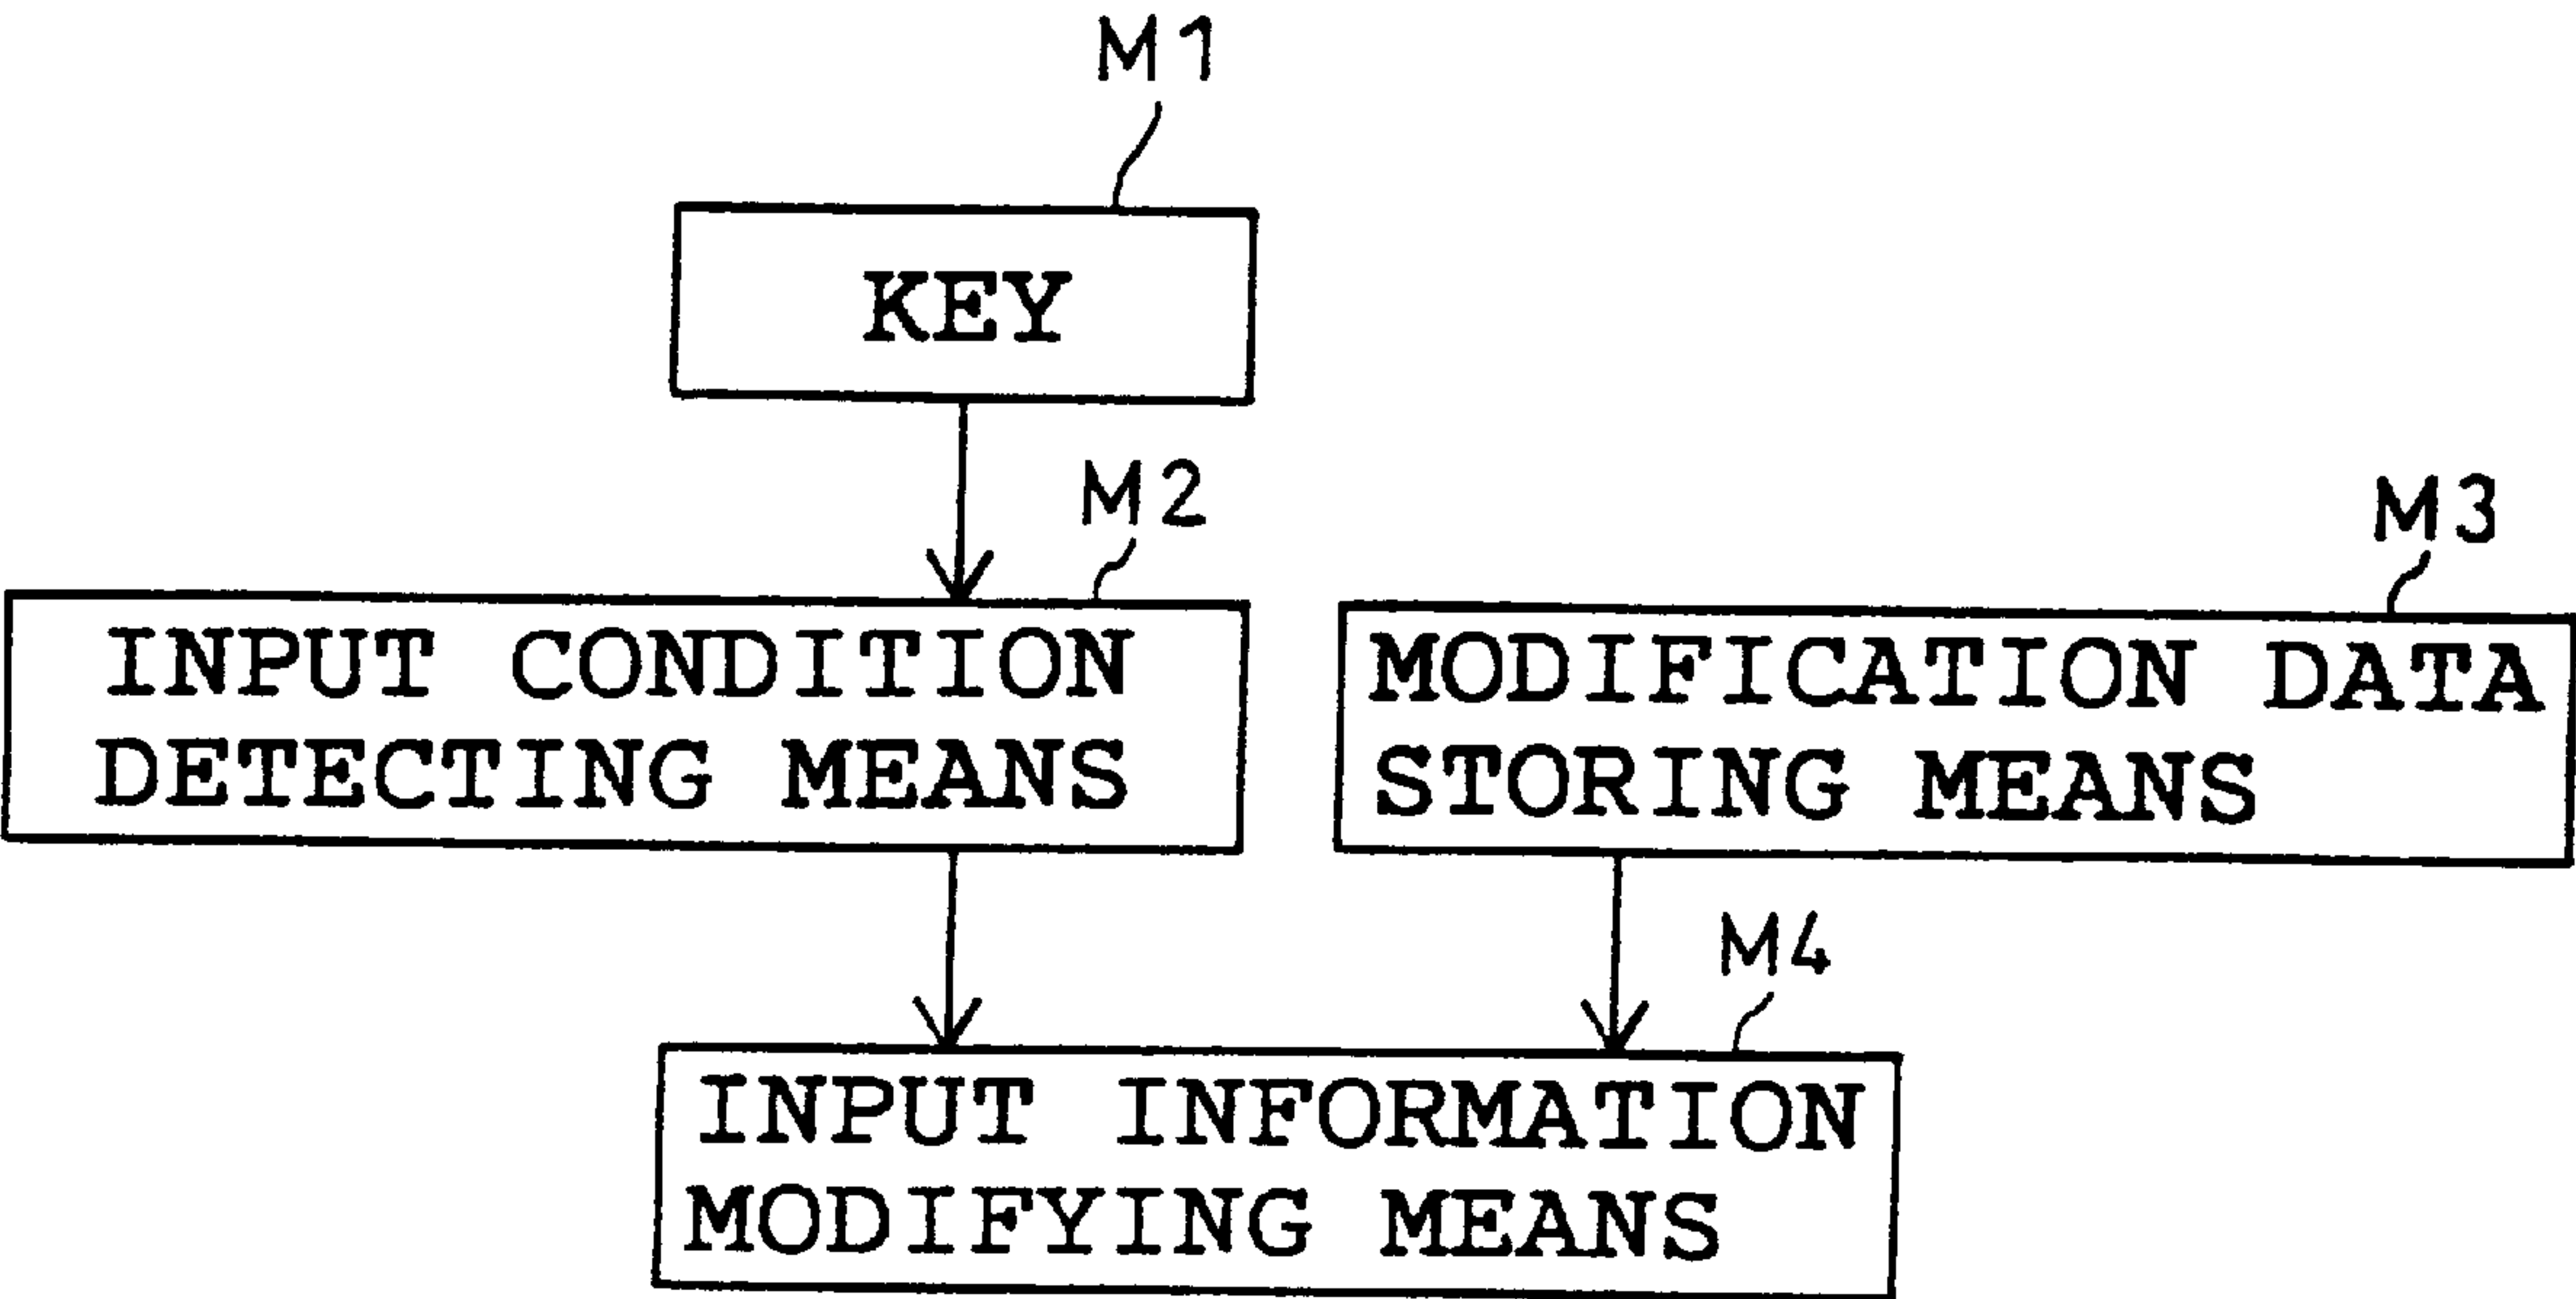 M1
KEY
M2
M3
INPUT CONDITION
DETECTING MEANS
MODIFICATION DATA
STORING MEANS
M4
INPUT INFORMATION
MODIFYING MEANS